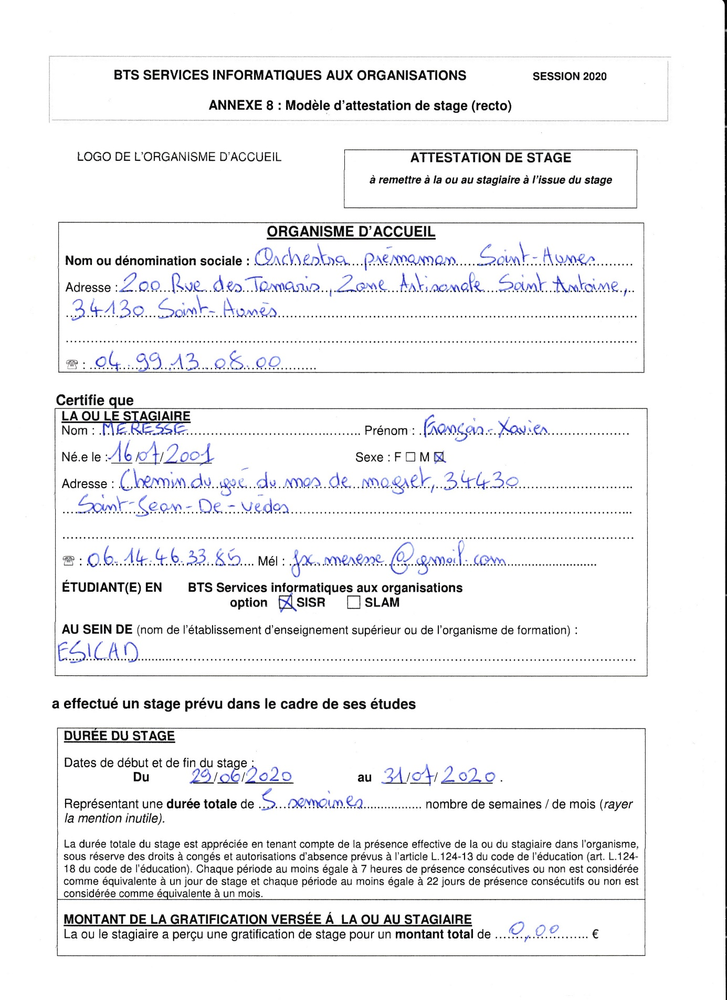 BTS SERVICES INFORMATIQUES AUX ORGANISATIONS SESSION 2020
ANNEXE 8 : Modèle d'attestation de stage (recto)
LOGO DE L'ORGANISME D'ACCUEIL
ATTESTATION DE STAGE
à remettre à la ou au stagiaire à l'issue du stage
ORGANISME D'ACCUEIL
Nom ou dénomination sociale : Orchestra prémaman Saint-Aunes
Adresse : 200 Rue des Tamaris, Zone Artisanale Saint Antoine,
34130 Saint-Aunès
☏ : 04.99.13.08.00
Certifie que
LA OU LE STAGIAIRE
Nom : MERESSE Prénom : François-Xavier
Né.e le : 16/07/2001 Sexe : F ☐ M ☒
Adresse : Chemin du gué du mas de magret, 34430
Saint-Jean-De-Védas
☏ : 06.14.46.33.85 Mél : fx.meresse@gmail.com
ÉTUDIANT(E) EN BTS Services informatiques aux organisations
option ☒ SISR ☐ SLAM
AU SEIN DE (nom de l'établissement d'enseignement supérieur ou de l'organisme de formation) :
ESICAD
a effectué un stage prévu dans le cadre de ses études
DURÉE DU STAGE
Dates de début et de fin du stage :
Du 29/06/2020 au 31/07/2020 .
Représentant une durée totale de 5 semaines nombre de semaines / de mois (rayer
la mention inutile).
La durée totale du stage est appréciée en tenant compte de la présence effective de la ou du stagiaire dans l'organisme,
sous réserve des droits à congés et autorisations d'absence prévus à l'article L.124-13 du code de l'éducation (art. L.124-
18 du code de l'éducation). Chaque période au moins égale à 7 heures de présence consécutives ou non est considérée
comme équivalente à un jour de stage et chaque période au moins égale à 22 jours de présence consécutifs ou non est
considérée comme équivalente à un mois.
MONTANT DE LA GRATIFICATION VERSÉE Á LA OU AU STAGIAIRE
La ou le stagiaire a perçu une gratification de stage pour un montant total de 0,00 €